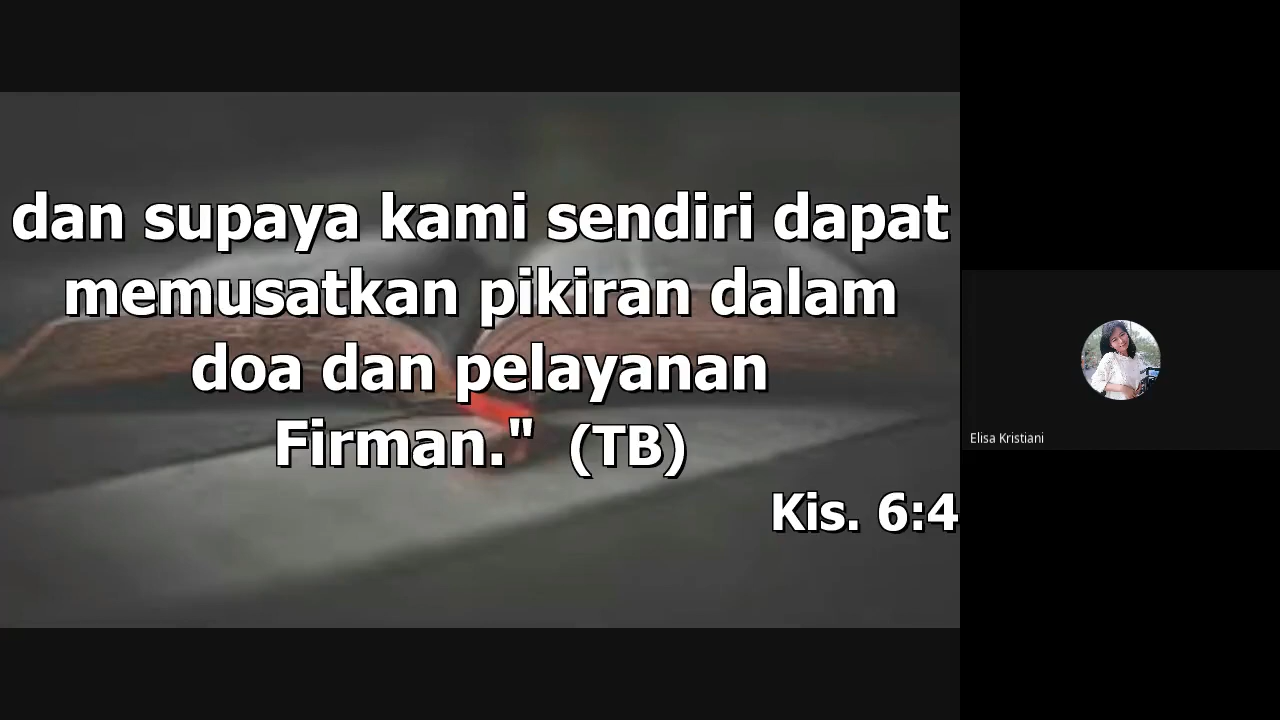 dan supaya kami sendiri dapat
memusatkan pikiran dalam
doa dan pelayanan
Firman."  (TB)
Kis. 6:4
Elisa Kristiani